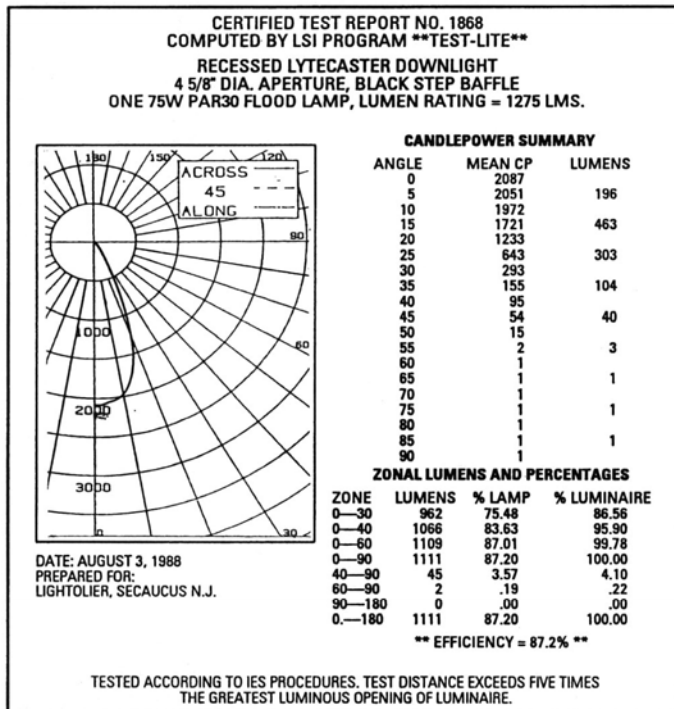 CERTIFIED TEST REPORT NO. 1868
COMPUTED BY LSI PROGRAM **TEST-LITE**
RECESSED LYTECASTER DOWNLIGHT
4 5/8" DIA. APERTURE, BLACK STEP BAFFLE
ONE 75W PAR30 FLOOD LAMP, LUMEN RATING = 1275 LMS.
180 150 120
ACROSS
45
ALONG
90
1000
60
2000
3000
0 30
DATE: AUGUST 3, 1988
PREPARED FOR:
LIGHTOLIER, SECAUCUS N.J.
CANDLEPOWER SUMMARY
ANGLE MEAN CP LUMENS
0 2087
5 2051 196
10 1972
15 1721 463
20 1233
25 643 303
30 293
35 155 104
40 95
45 54 40
50 15
55 2 3
60 1
65 1 1
70 1
75 1 1
80 1
85 1 1
90 1
ZONAL LUMENS AND PERCENTAGES
ZONE LUMENS % LAMP % LUMINAIRE
0—30 962 75.48 86.56
0—40 1066 83.63 95.90
0—60 1109 87.01 99.78
0—90 1111 87.20 100.00
40—90 45 3.57 4.10
60—90 2 .19 .22
90—180 0 .00 .00
0.—180 1111 87.20 100.00
** EFFICIENCY = 87.2% **
TESTED ACCORDING TO IES PROCEDURES. TEST DISTANCE EXCEEDS FIVE TIMES
THE GREATEST LUMINOUS OPENING OF LUMINAIRE.